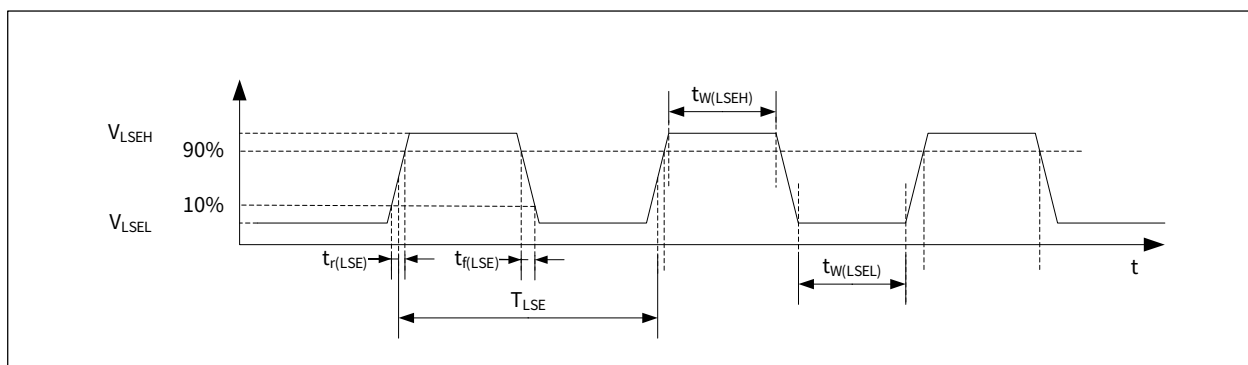 tW(LSEH)
VLSEH
90%
10%
VLSEL
tr(LSE)
tf(LSE)
t
tW(LSEL)
TLSE